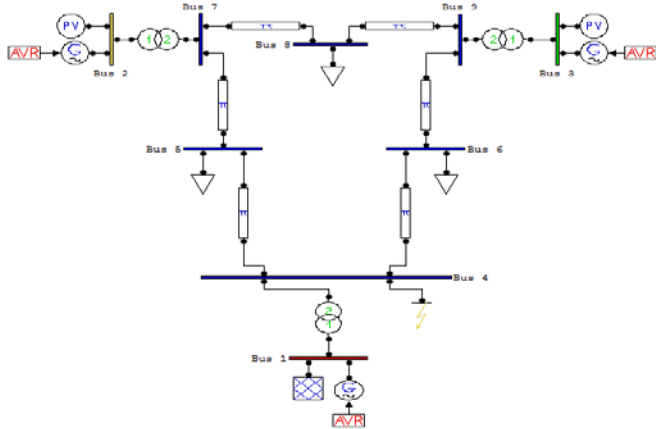 Bus 7
Bus 9
PV
π
π
PV
Bus 8
AVR
G
1 2
2 1
G
AVR
Bus 2
Bus 3
π
π
Bus 5
Bus 6
π
π
Bus 4
2
1
Bus 1
G
AVR